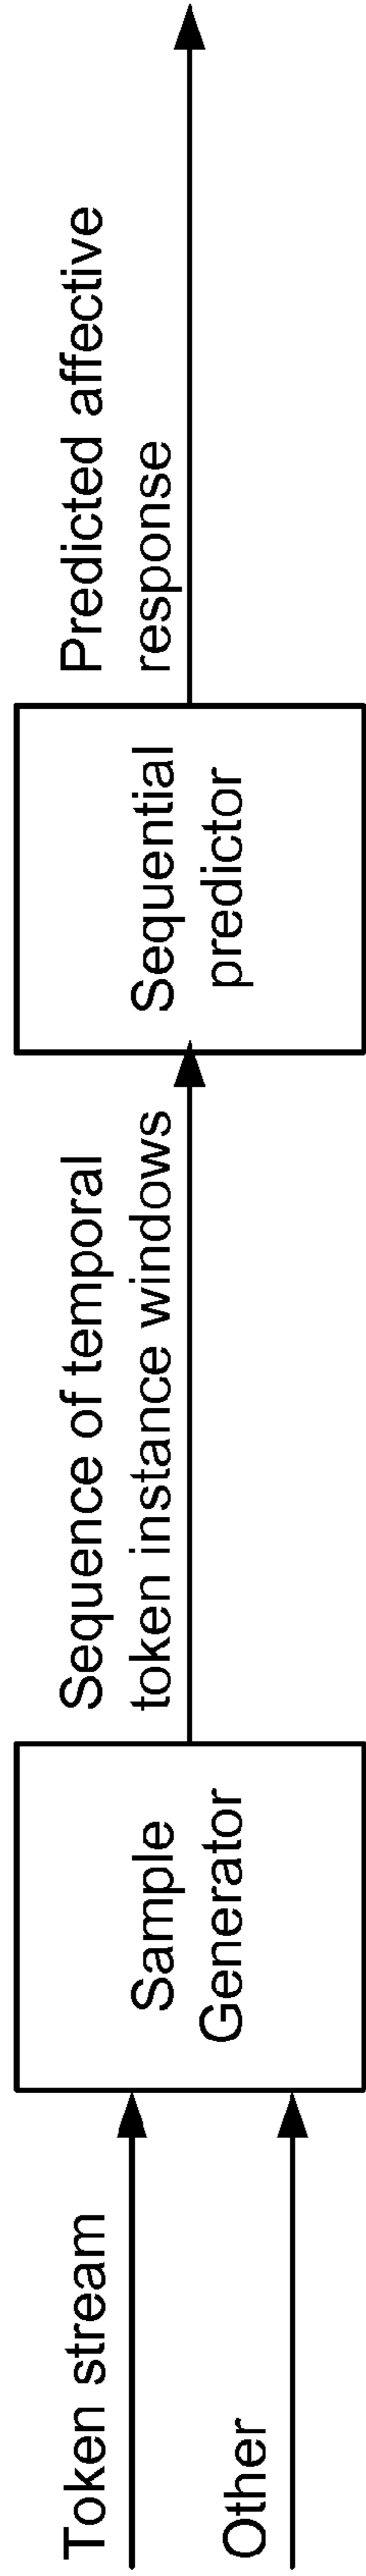 Token stream
Other
Sample
Generator
Sequence of temporal
token instance windows
Sequential
predictor
Predicted affective
response